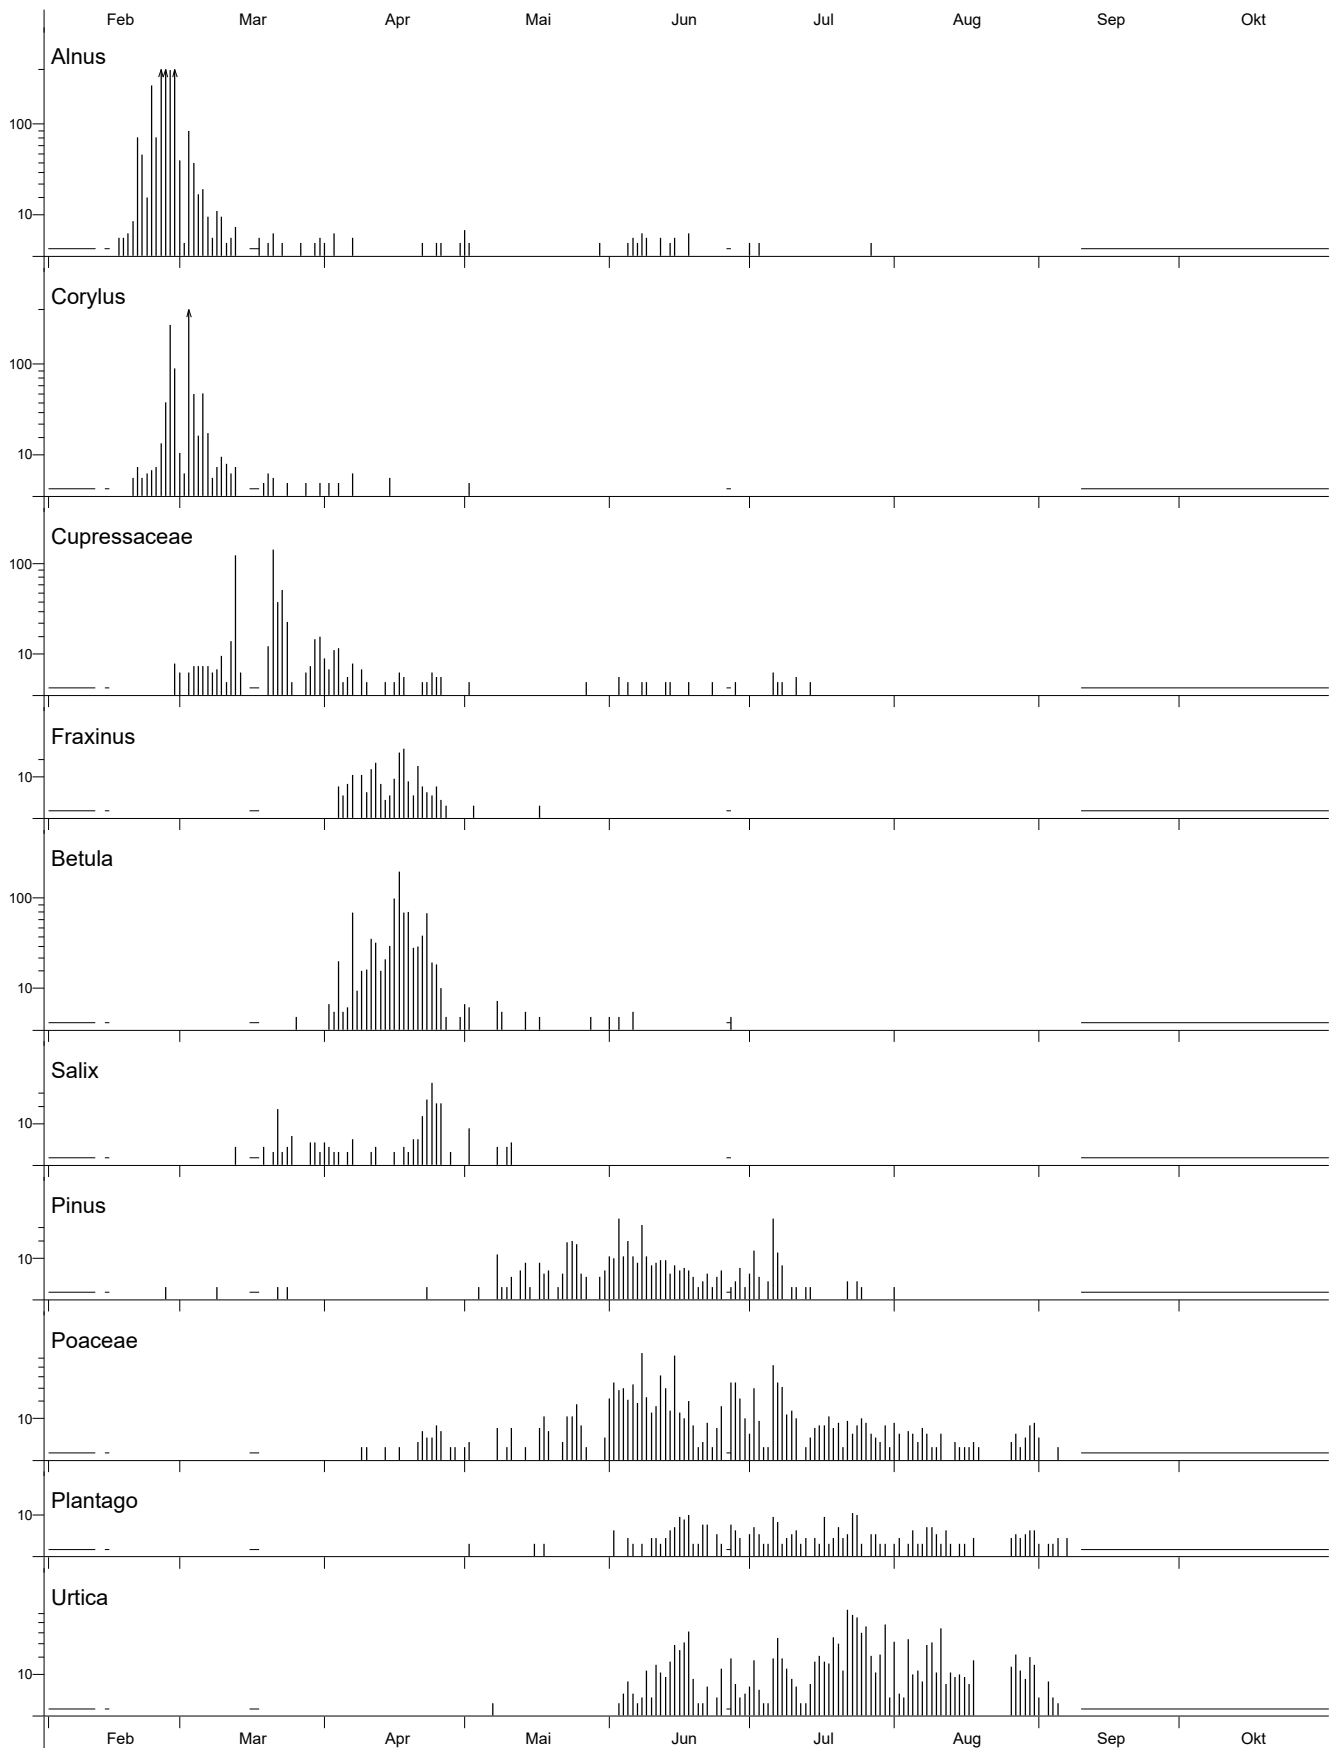 Feb Mar Apr Mai Jun Jul Aug Sep Okt
Alnus
100
10
Corylus
100
10
Cupressaceae
100
10
Fraxinus
10
Betula
100
10
Salix
10
Pinus
10
Poaceae
10
Plantago
10
Urtica
10
Feb Mar Apr Mai Jun Jul Aug Sep Okt